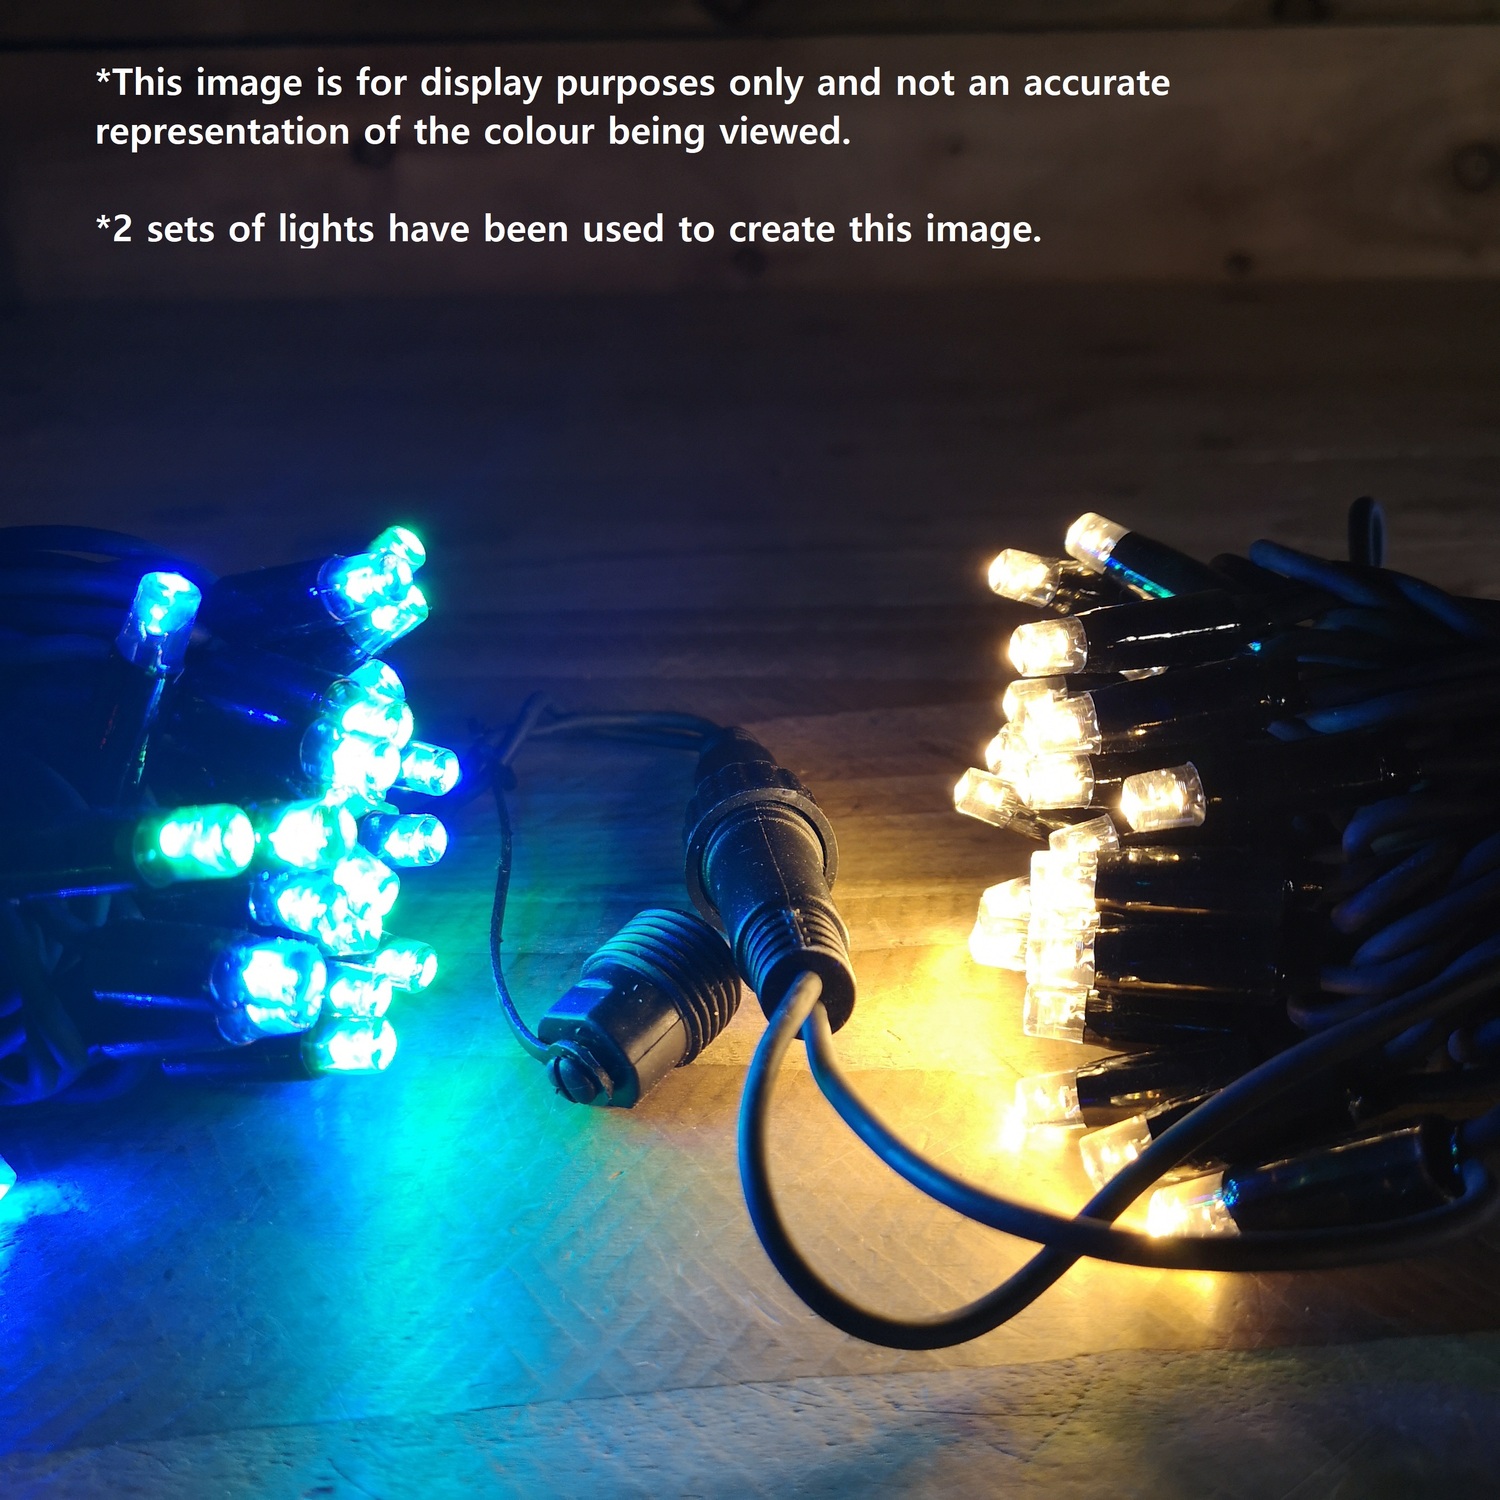 *This image is for display purposes only and not an accurate
representation of the colour being viewed.
*2 sets of lights have been used to create this image.